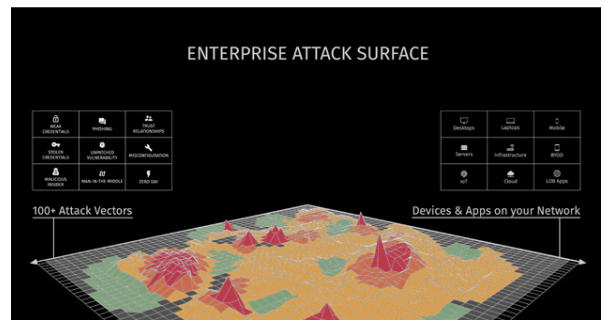 ENTERPRISE ATTACK SURFACE
WEAK
CREDENTIALS
PHISHING
TRUST
RELATIONSHIPS
STOLEN
CREDENTIALS
UNPATCHED
VULNERABILITY
MISCONFIGURATION
MALICIOUS
INSIDER
MAN-IN-THE-MIDDLE
ZERO DAY
Desktops
Laptops
Mobile
Servers
Infrastructure
BYOD
IoT
Cloud
LOB Apps
100+ Attack Vectors
Devices & Apps on your Network